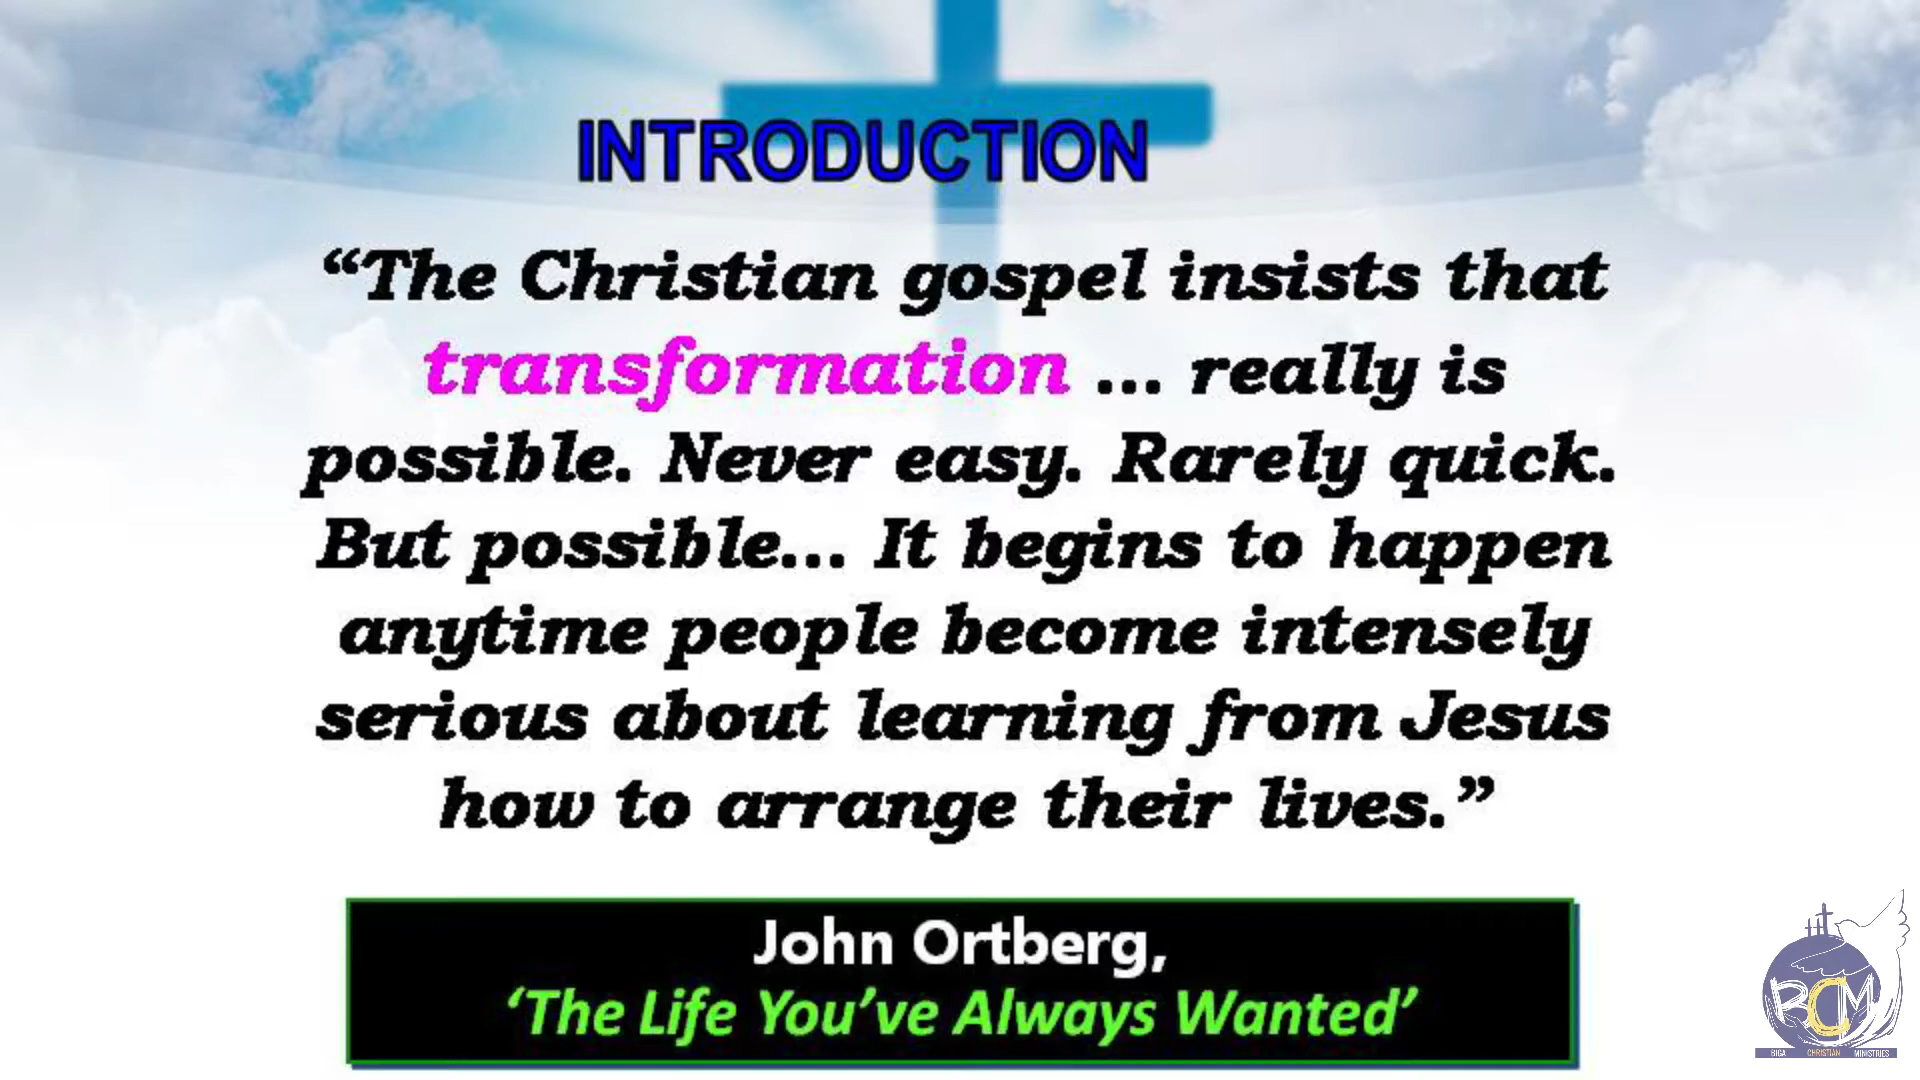 INTRODUCTION
“The Christian gospel insists that
transformation ... really is
possible. Never easy. Rarely quick.
But possible... It begins to happen
anytime people become intensely
serious about learning from Jesus
how to arrange their lives.”
John Ortberg,
‘The Life You’ve Always Wanted’
BCM
BIGA CHRISTIAN MINISTRIES